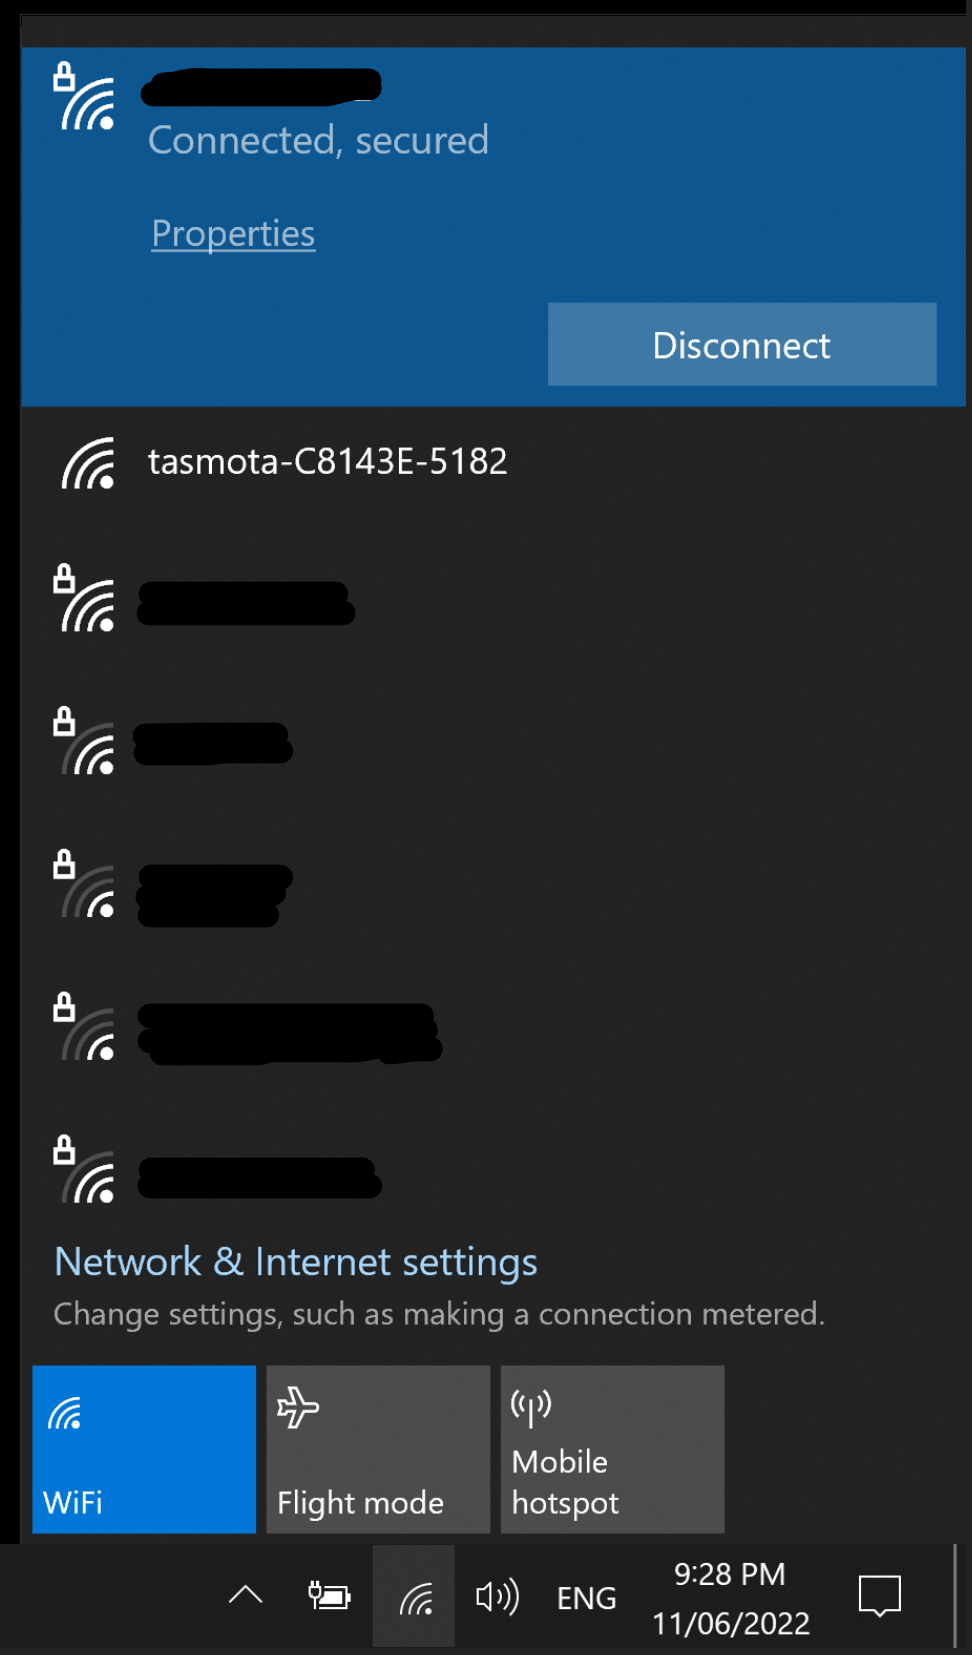 Connected, secured
Properties
Disconnect
tasmota-C8143E-5182
Network & Internet settings
Change settings, such as making a connection metered.
WiFi
Flight mode
Mobile
hotspot
ENG
9:28 PM
11/06/2022